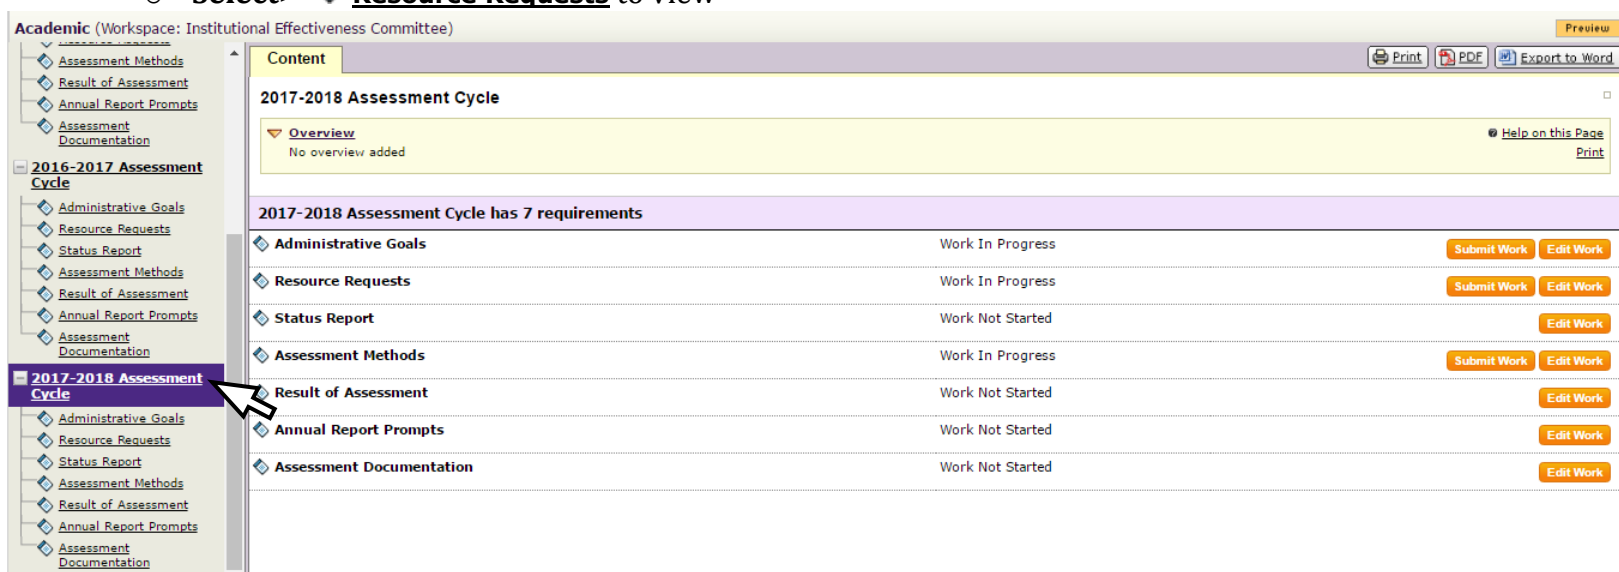 ○ Select> Resource Requests to view
Academic (Workspace: Institutional Effectiveness Committee)
Preview
Resource Requests
Assessment Methods
Result of Assessment
Annual Report Prompts
Assessment
Documentation
2016-2017 Assessment
Cycle
Administrative Goals
Resource Requests
Status Report
Assessment Methods
Result of Assessment
Annual Report Prompts
Assessment
Documentation
2017-2018 Assessment
Cycle
Administrative Goals
Resource Requests
Status Report
Assessment Methods
Result of Assessment
Annual Report Prompts
Assessment
Documentation
Content
Print PDF Export to Word
2017-2018 Assessment Cycle
Overview
No overview added
Help on this Page
Print
2017-2018 Assessment Cycle has 7 requirements
Administrative Goals Work In Progress Submit Work Edit Work
Resource Requests Work In Progress Submit Work Edit Work
Status Report Work Not Started Edit Work
Assessment Methods Work In Progress Submit Work Edit Work
Result of Assessment Work Not Started Edit Work
Annual Report Prompts Work Not Started Edit Work
Assessment Documentation Work Not Started Edit Work